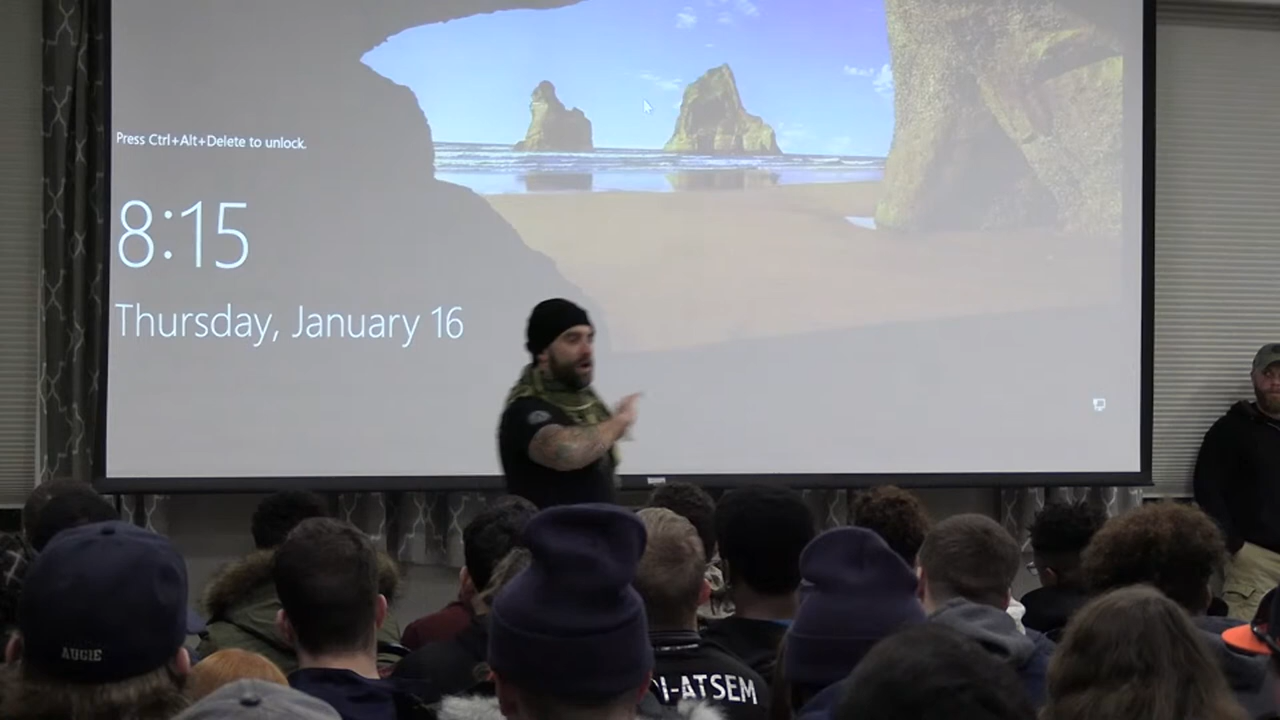 Press Ctrl+Alt+Delete to unlock.
8:15
Thursday, January 16
AUGIE
I-ATSEM